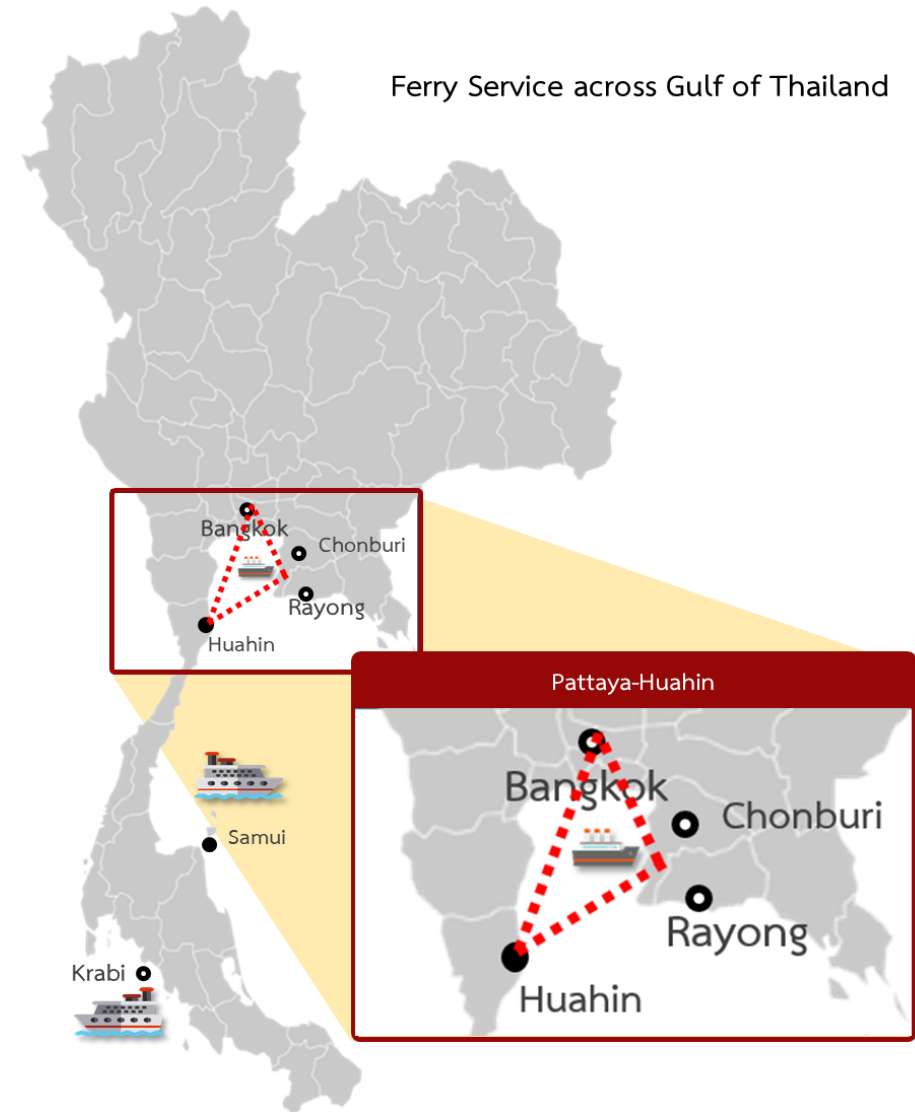 Ferry Service across Gulf of Thailand
Bangkok
Chonburi
Rayong
Huahin
Pattaya-Huahin
Bangkok
Chonburi
Rayong
Huahin
Samui
Krabi